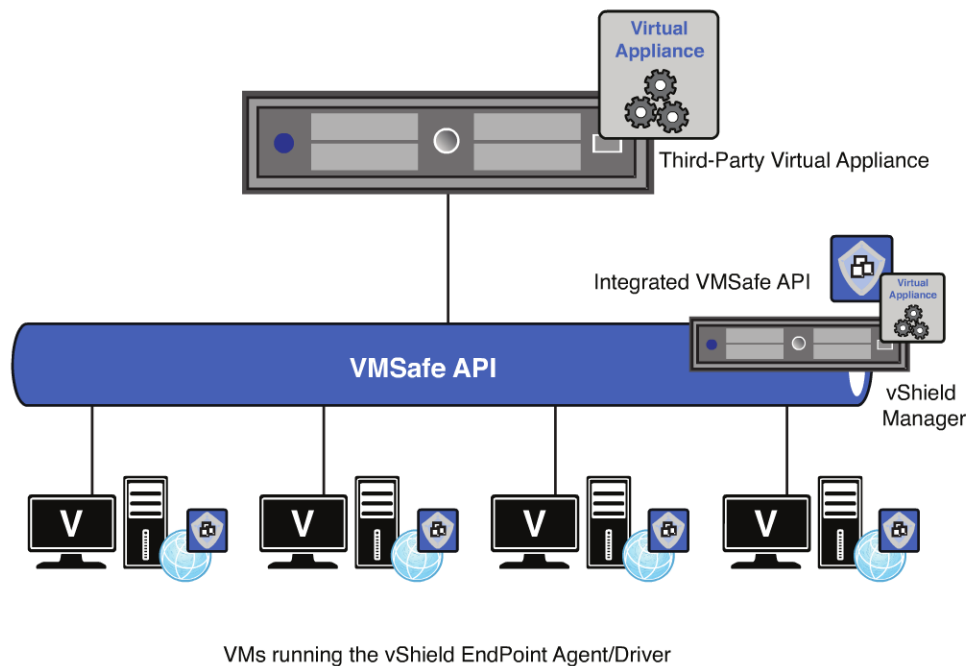 Virtual
Appliance
Third-Party Virtual Appliance
Integrated VMSafe API
Virtual
Appliance
VMSafe API
vShield
Manager
V
V
V
V
VMs running the vShield EndPoint Agent/Driver